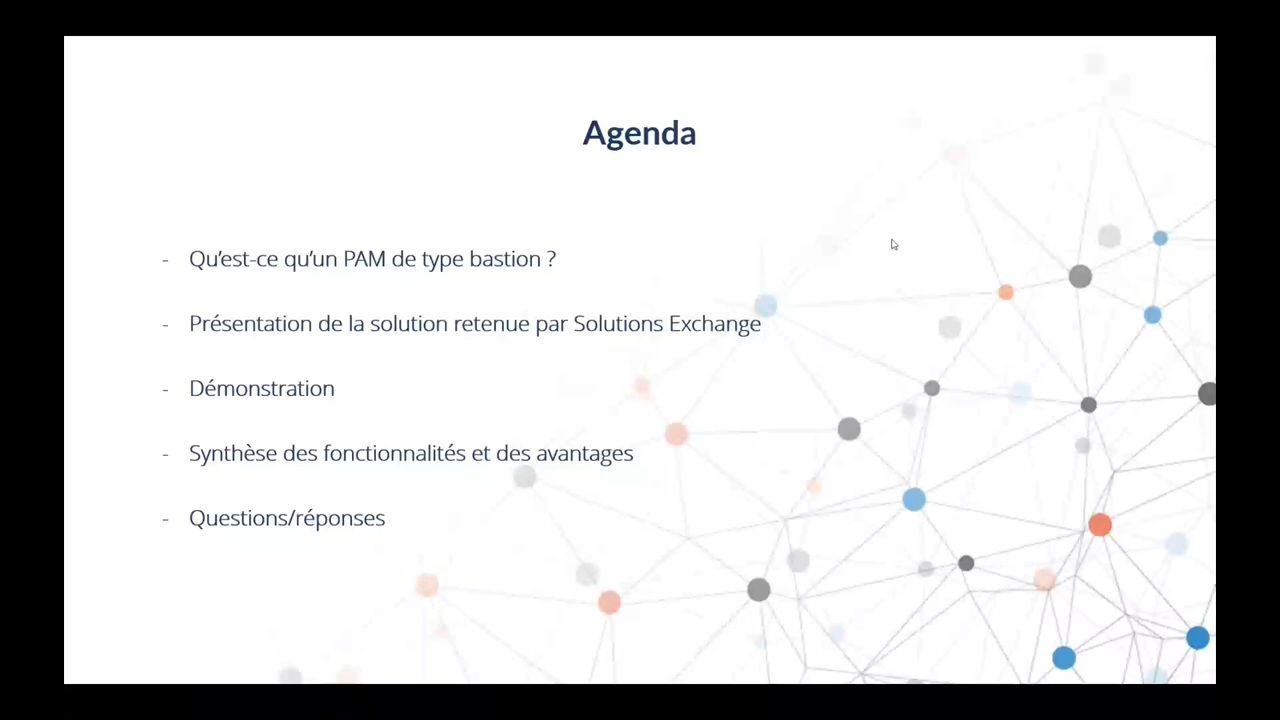 Agenda
- Qu’est-ce qu’un PAM de type bastion ?
- Présentation de la solution retenue par Solutions Exchange
- Démonstration
- Synthèse des fonctionnalités et des avantages
- Questions/réponses